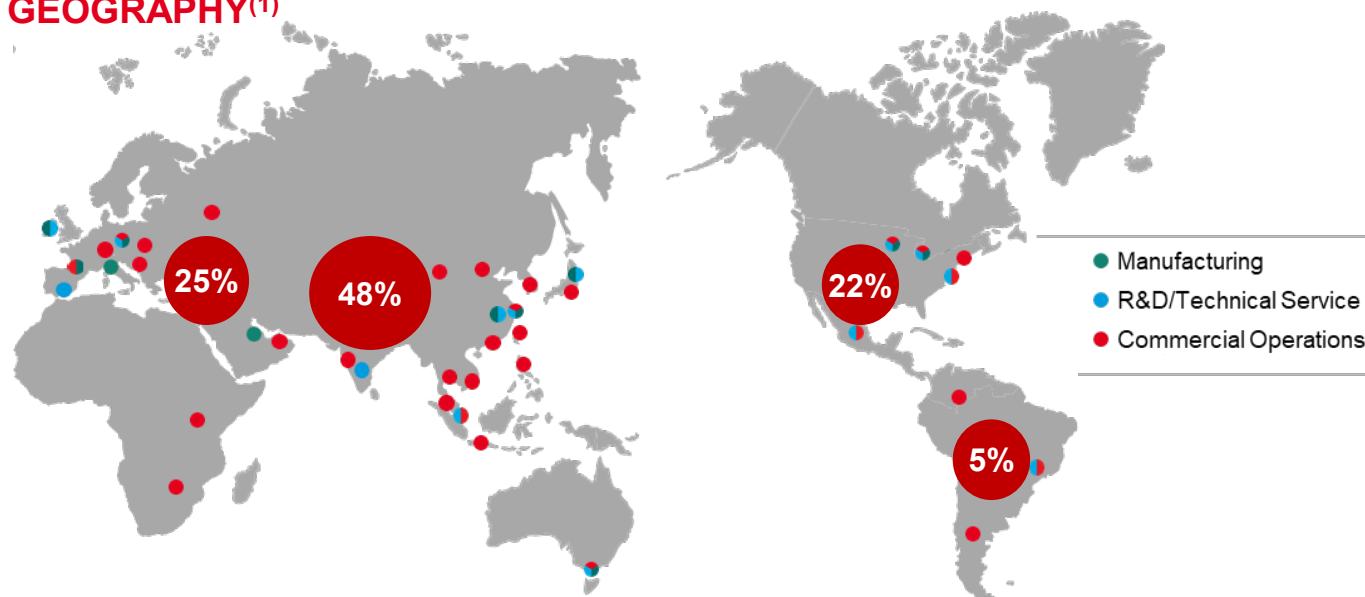 GEOGRAPHY(1)
25%
48%
22%
5%
Manufacturing
R&D/Technical Service
Commercial Operations